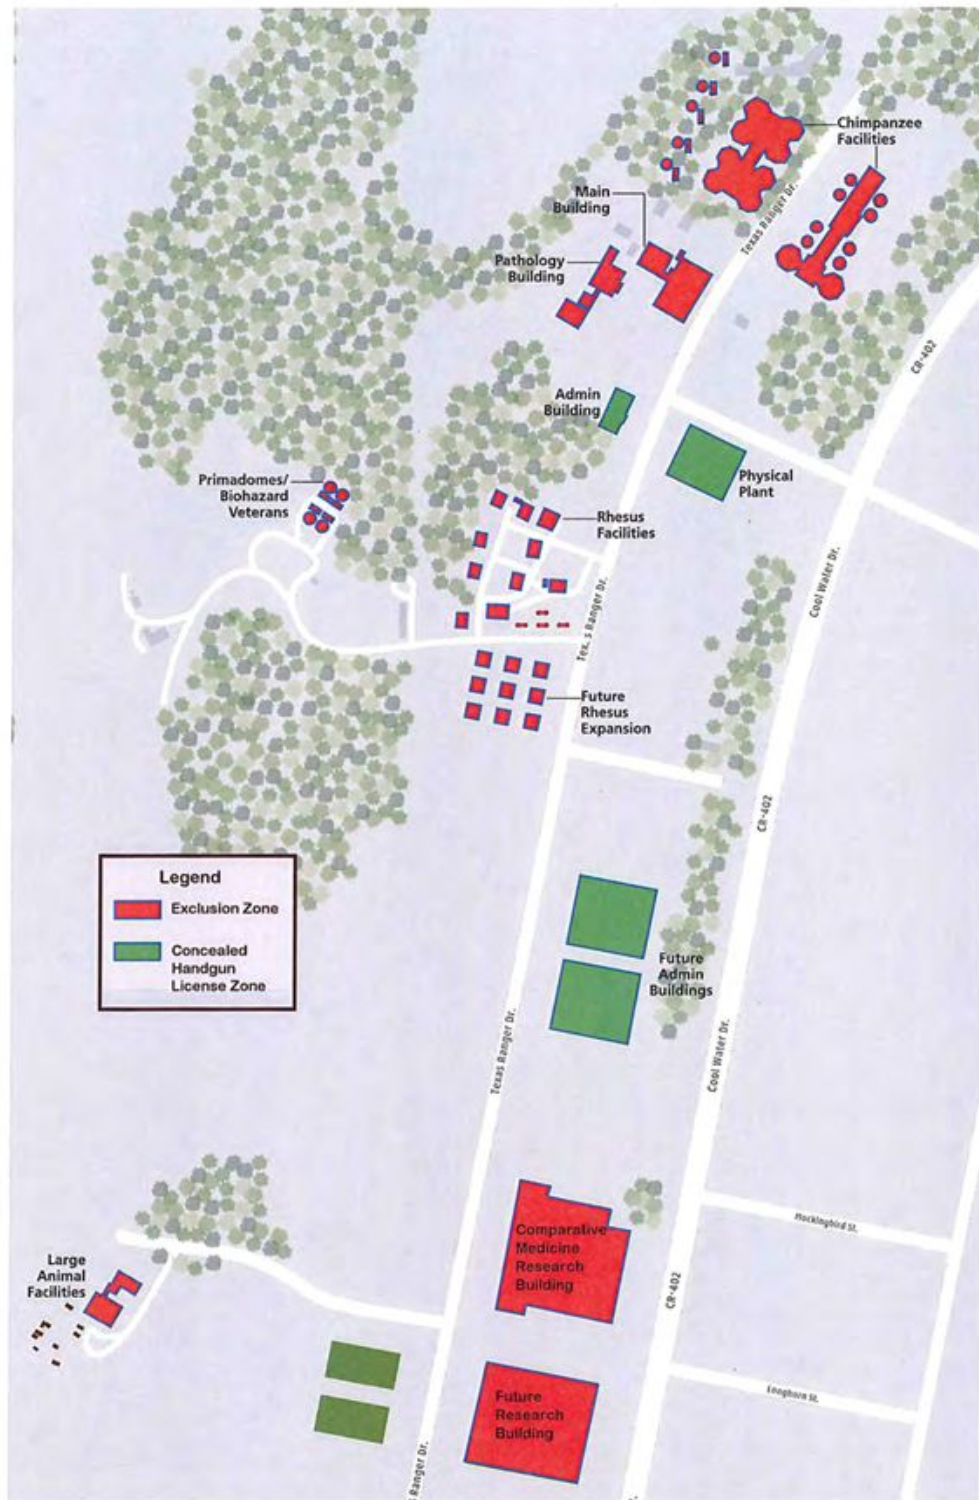 Chimpanzee
Facilities
Main
Building
Texas Ranger Dr.
Pathology
Building
CR-402
Admin
Building
Primadomes/
Biohazard
Veterans
Physical
Plant
Rhesus
Facilities
Cool Water Dr.
Tex. s Ranger Dr.
Future
Rhesus
Expansion
CR-402
Legend
Exclusion Zone
Concealed
Handgun
License Zone
Future
Admin
Buildings
Texas Ranger Dr.
Cool Water Dr.
Mockingbird St.
Comparative
Medicine
Research
Building
Large
Animal
Facilities
CR-402
Longhorn St.
Future
Research
Building
s Ranger Dr.